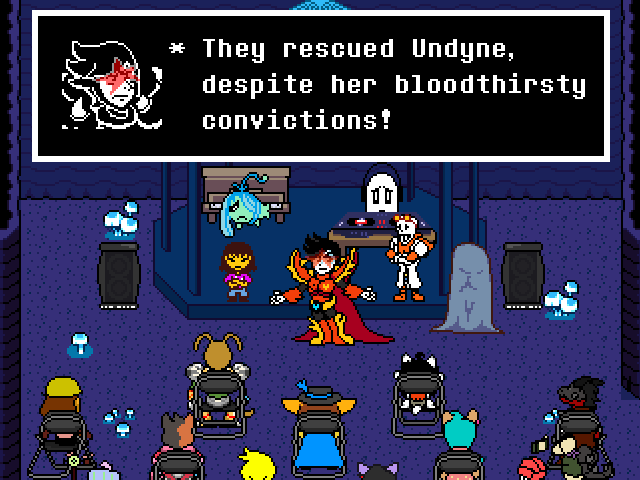 * They rescued Undyne,
despite her bloodthirsty
convictions!